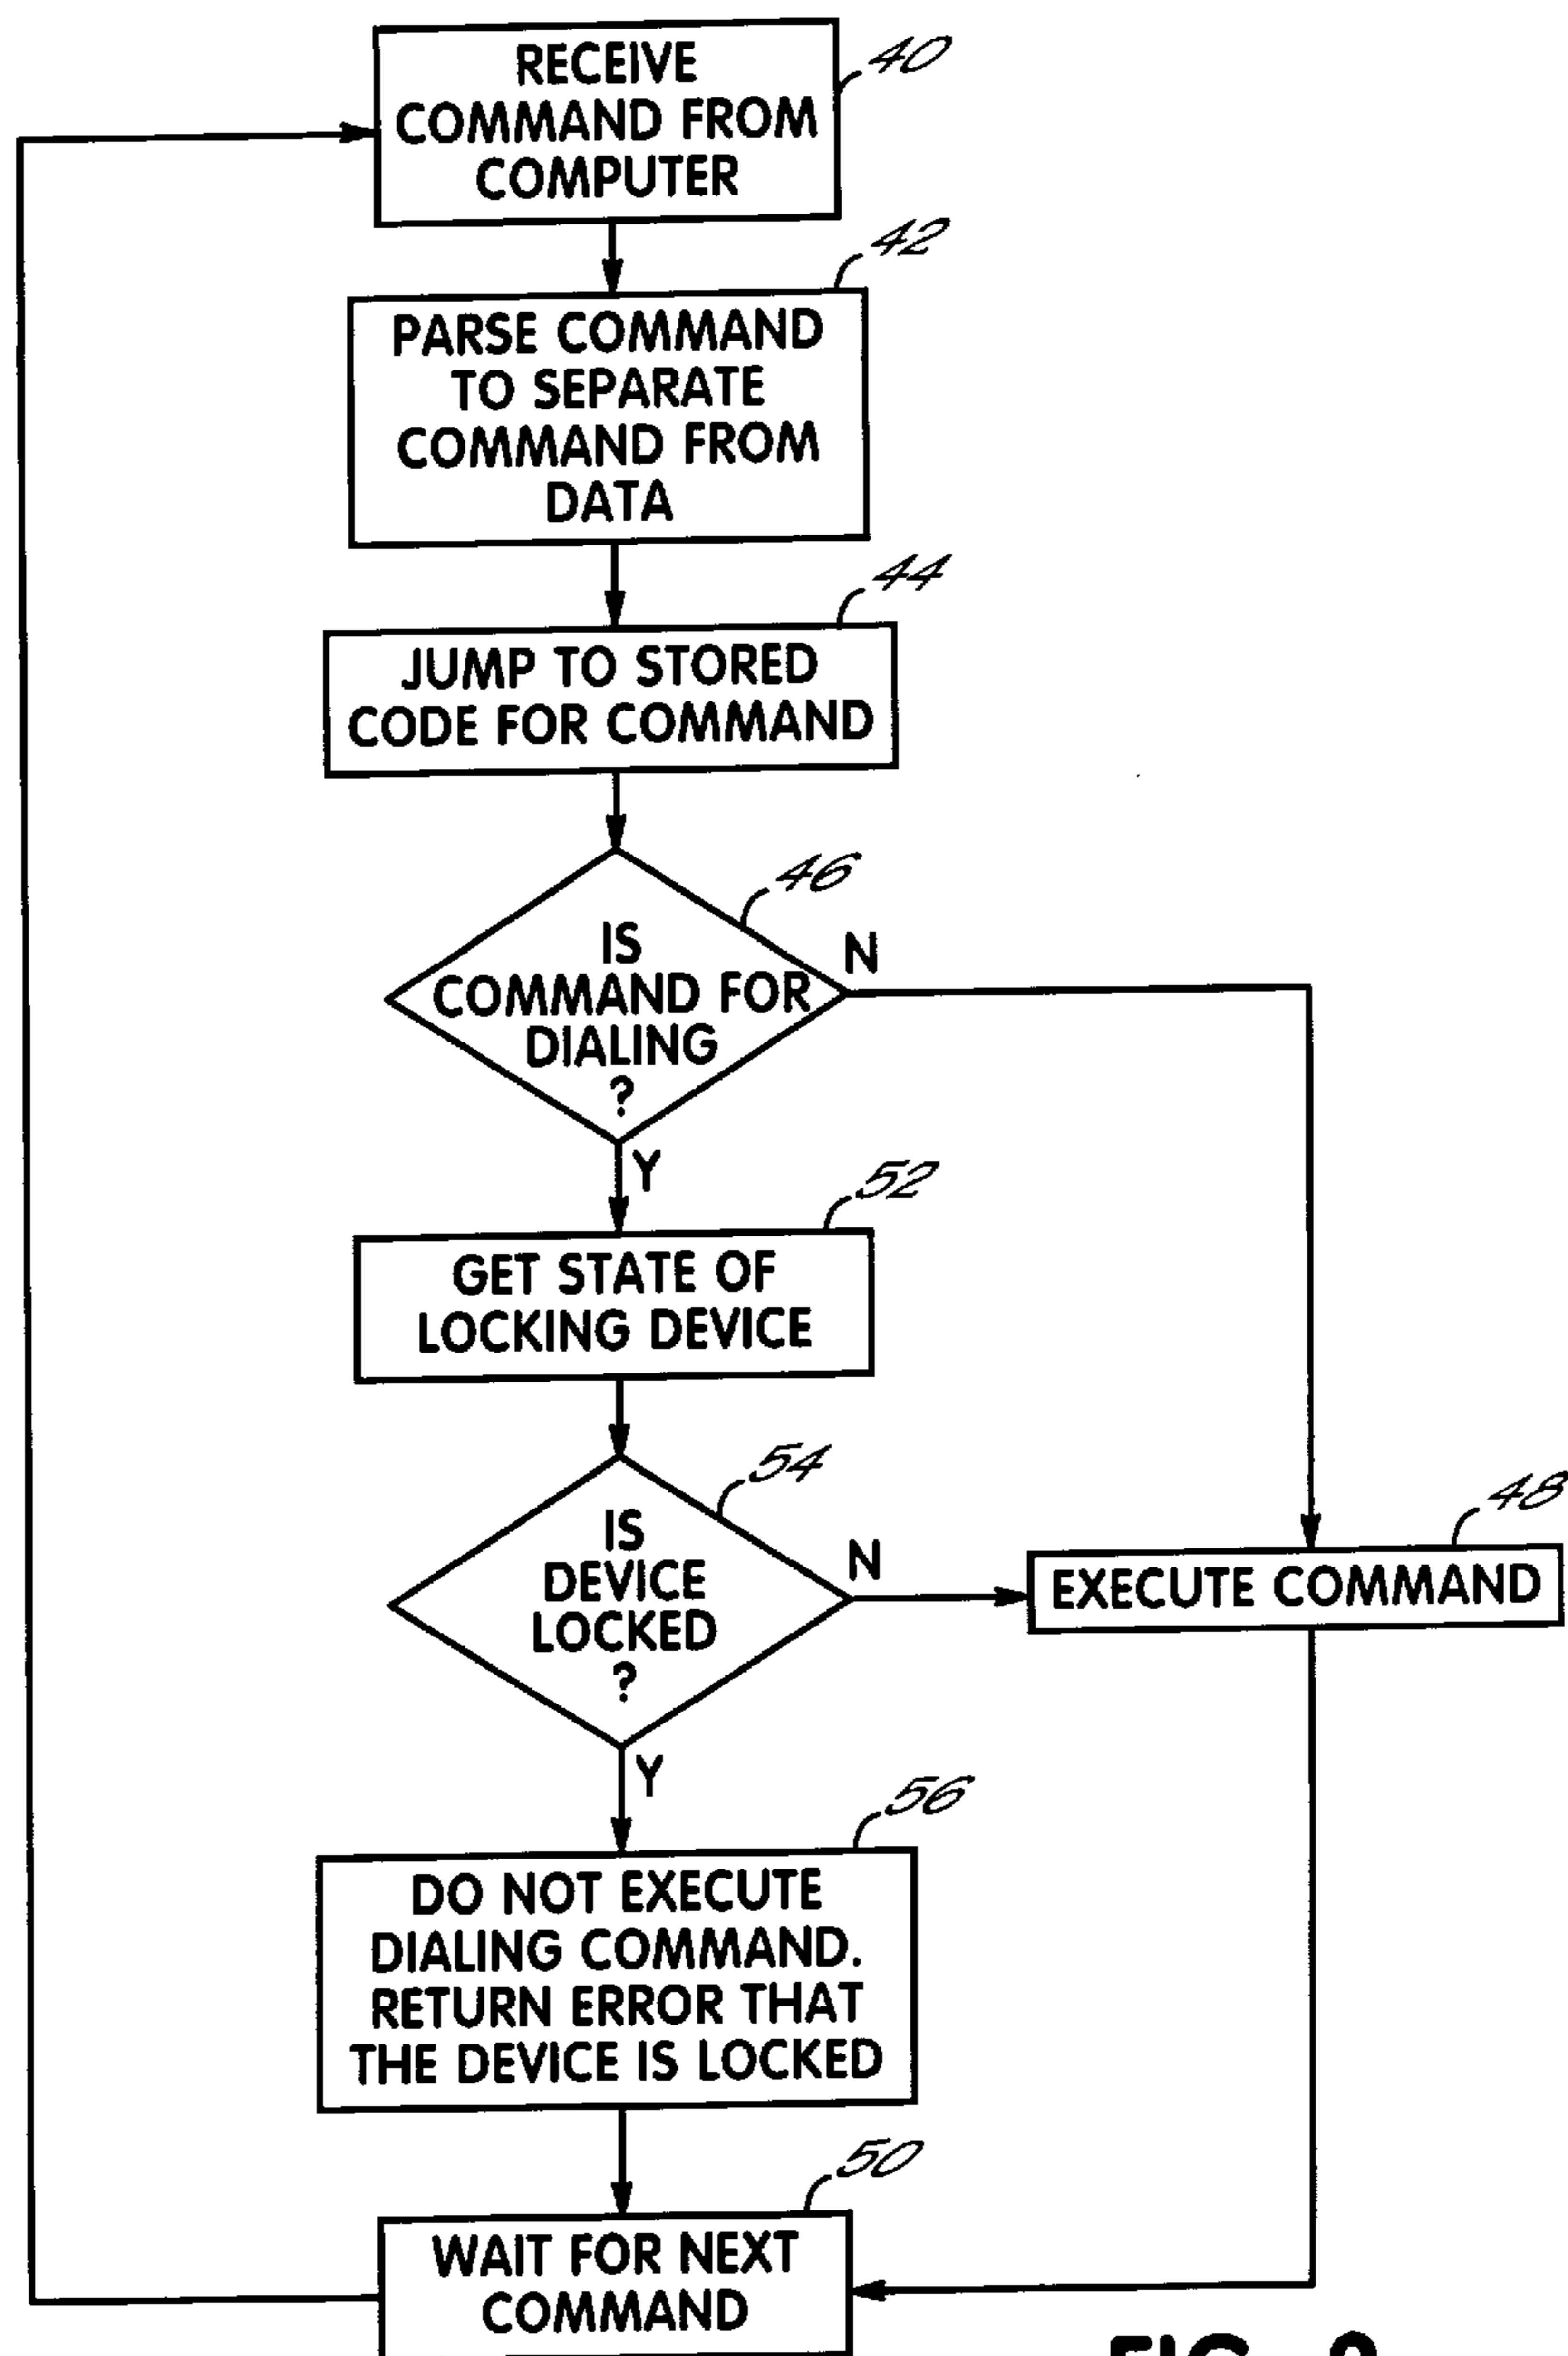 RECEIVE
COMMAND FROM
COMPUTER
40
42
PARSE COMMAND
TO SEPARATE
COMMAND FROM
DATA
44
JUMP TO STORED
CODE FOR COMMAND
46
IS
COMMAND FOR
DIALING
?
N
Y
52
GET STATE OF
LOCKING DEVICE
54
IS
DEVICE
LOCKED
?
N
48
EXECUTE COMMAND
Y
56
DO NOT EXECUTE
DIALING COMMAND.
RETURN ERROR THAT
THE DEVICE IS LOCKED
50
WAIT FOR NEXT
COMMAND
FIG.